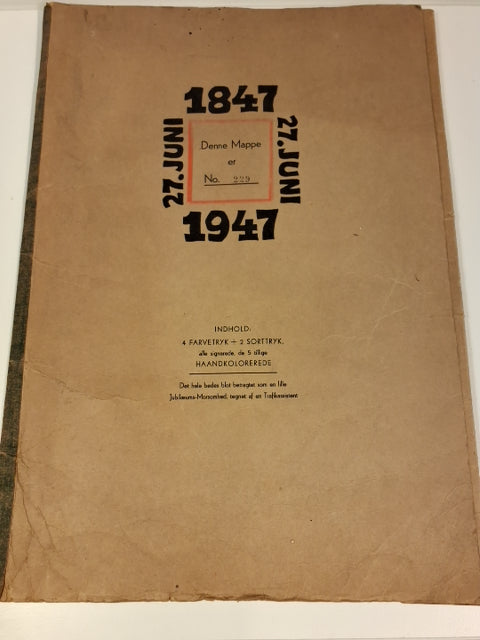 1847
27. JUNI
27. JUNI
Denne Mappe
er
No. 229
1947
INDHOLD:
4 FARVETRYK + 2 SORTTRYK,
alle signerede, de 5 tillige
HAANDKOLOREREDE
Det hele bedes blot betragtet som en lille
Jubilæums-Morsomhed, tegnet af en Trafikassistent